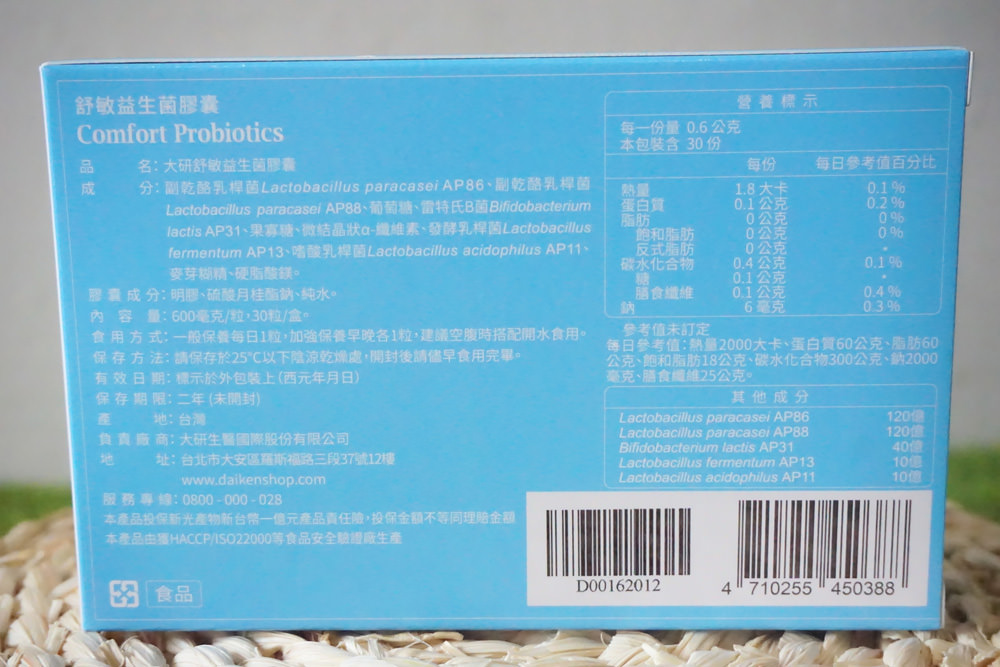 舒敏益生菌膠囊
Comfort Probiotics
品 名: 大研舒敏益生菌膠囊
成 分: 副乾酪乳桿菌Lactobacillus paracasei AP86、副乾酪乳桿菌
Lactobacillus paracasei AP88、葡萄糖、雷特氏B菌Bifidobacterium
lactis AP31、果寡糖、微結晶狀α-纖維素、發酵乳桿菌Lactobacillus
fermentum AP13、嗜酸乳桿菌Lactobacillus acidophilus AP11、
麥芽糊精、硬脂酸鎂。
膠囊成分: 明膠、硫酸月桂酯鈉、純水。
內容量: 600毫克/粒,30粒/盒。
食用方式: 一般保養每日1粒,加強保養早晚各1粒,建議空腹時搭配開水食用。
保存方法: 請保存於25℃以下陰涼乾燥處,開封後請儘早食用完畢。
有效日期: 標示於外包裝上(西元年月日)
保存期限: 二年(未開封)
產 地: 台灣
負責廠商: 大研生醫國際股份有限公司
地 址: 台北市大安區羅斯福路三段37號12樓
www.daikenshop.com
服務專線: 0800 - 000 - 028
本產品投保新光產物新台幣一億元產品責任險,投保金額不等同理賠金額
本產品由獲HACCP/ISO22000等食品安全驗證廠生產
食品
營養標示
每一份量 0.6 公克
本包裝含 30 份
每份 每日參考值百分比
熱量 1.8 大卡 0.1 %
蛋白質 0.1 公克 0.2 %
脂肪 0 公克 0 %
飽和脂肪 0 公克 0 %
反式脂肪 0 公克 *
碳水化合物 0.4 公克 0.1 %
糖 0.1 公克 *
膳食纖維 0.1 公克 0.4 %
鈉 6 毫克 0.3 %
*參考值未訂定
每日參考值:熱量2000大卡、蛋白質60公克、脂肪60
公克、飽和脂肪18公克、碳水化合物300公克、鈉2000
毫克、膳食纖維25公克。
其他成分
Lactobacillus paracasei AP86 120億
Lactobacillus paracasei AP88 120億
Bifidobacterium lactis AP31 40億
Lactobacillus fermentum AP13 10億
Lactobacillus acidophilus AP11 10億
D00162012
4 710255 450388